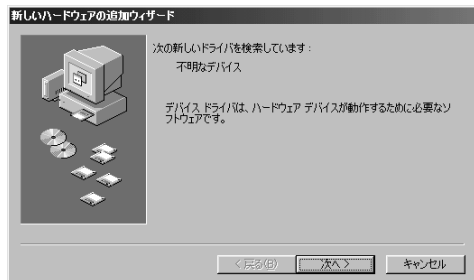 新しいハードウェアの追加ウィザード
次の新しいドライバを検索しています：
不明なデバイス
デバイス ドライバは、ハードウェア デバイスが動作するために必要なソ
フトウェアです。
< 戻る(B)
次へ >
キャンセル